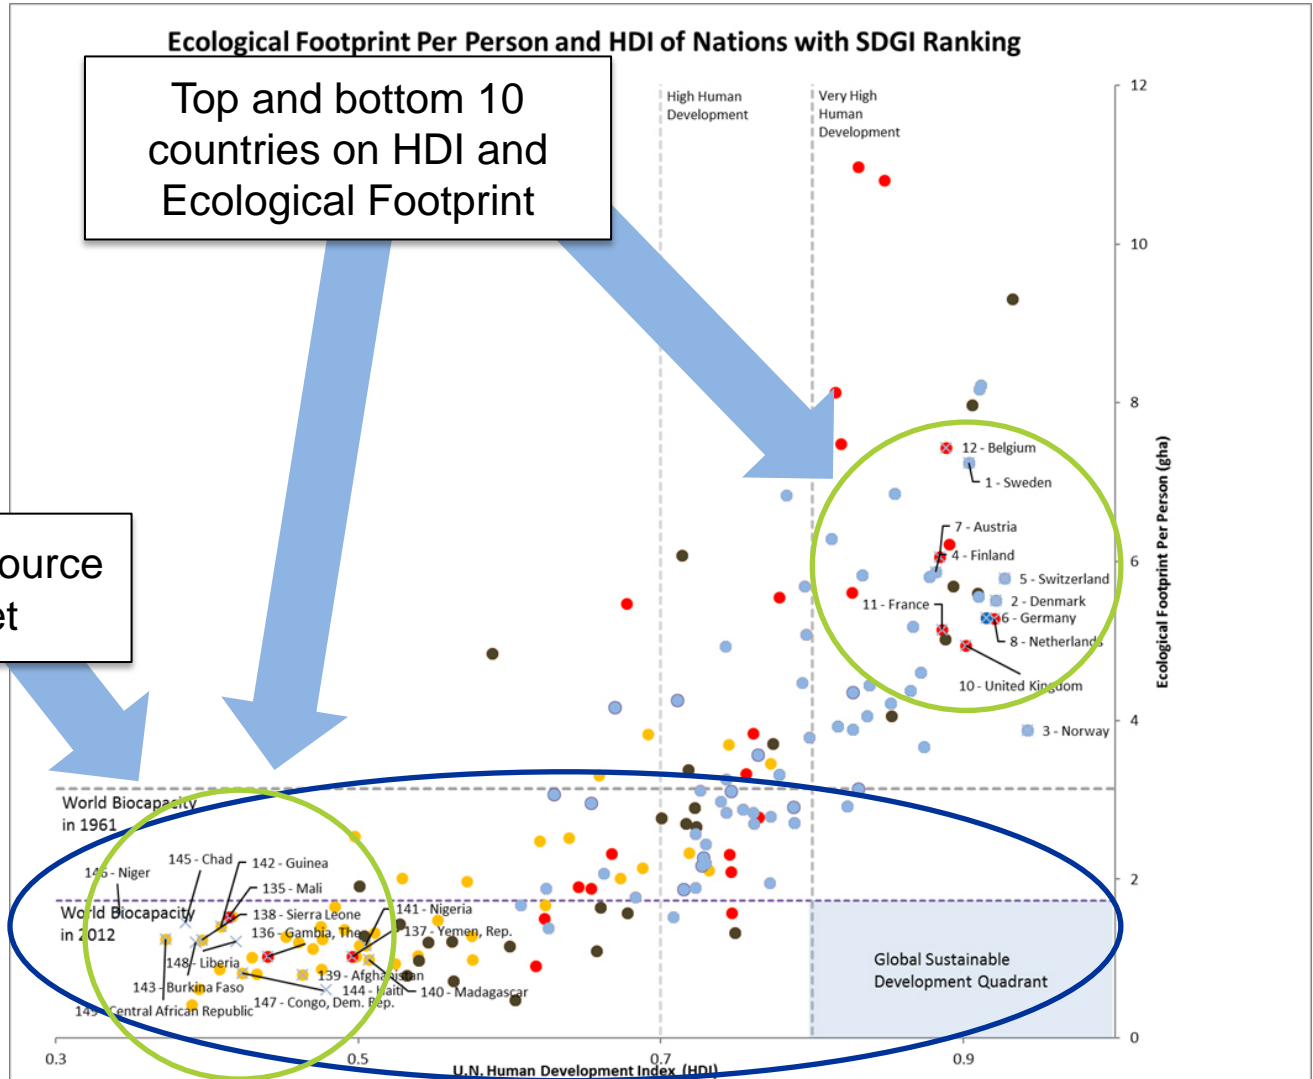 Ecological Footprint Per Person and HDI of Nations with SDGI Ranking
Top and bottom 10
countries on HDI and
Ecological Footprint
High Human
Development
Very High
Human
Development
12
10
8
6
4
2
0
Ecological Footprint Per Person (gha)
12 - Belgium
1 - Sweden
7 - Austria
4 - Finland
5 - Switzerland
11 - France
2 - Denmark
6 - Germany
8 - Netherlands
10 - United Kingdom
3 - Norway
World Biocapacity
in 1961
145 - Chad
142 - Guinea
146 - Niger
135 - Mali
World Biocapacity
in 2012
138 - Sierra Leone
141 - Nigeria
136 - Gambia, The
137 - Yemen, Rep.
148 - Liberia
139 - Afghanistan
143 - Burkina Faso
144 - Haiti
140 - Madagascar
147 - Congo, Dem. Rep.
149 - Central African Republic
Global Sustainable
Development Quadrant
0.3
0.5
0.7
0.9
U.N. Human Development Index (HDI)